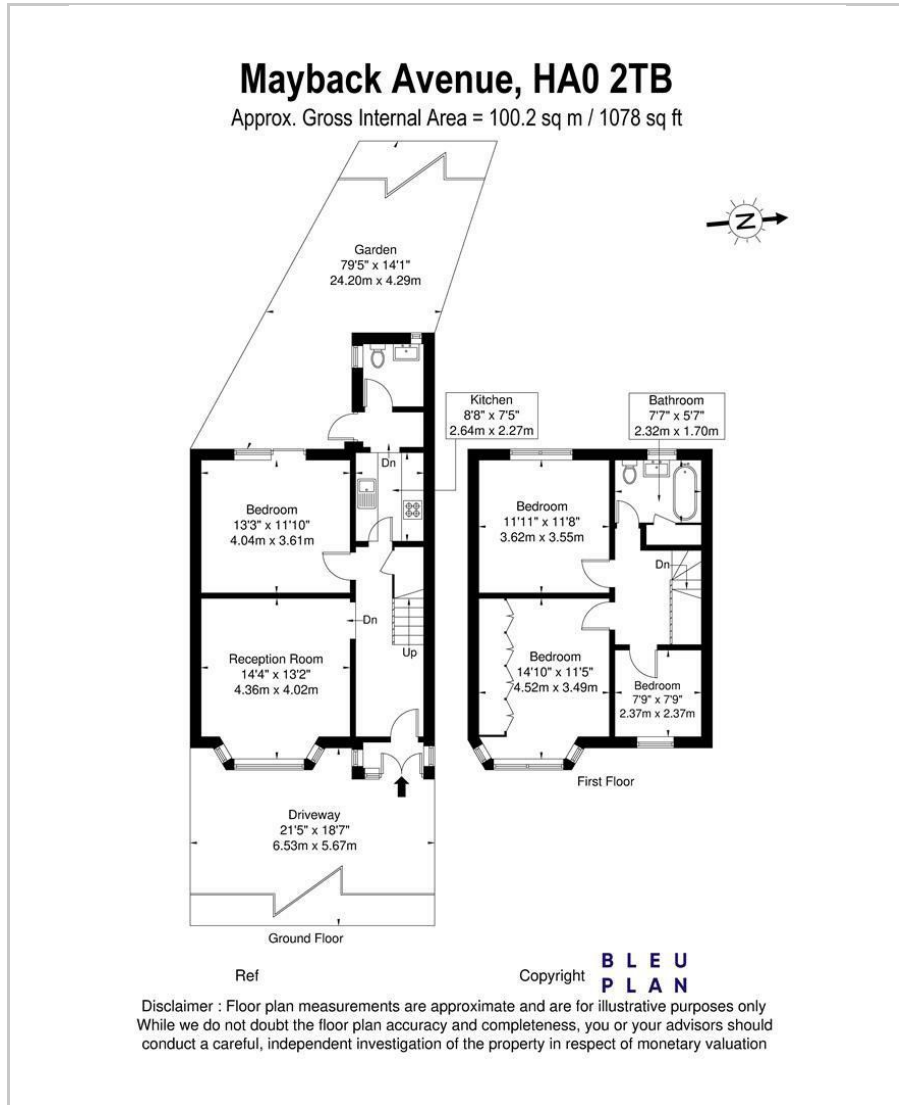 Mayback Avenue, HA0 2TB
Approx. Gross Internal Area = 100.2 sq m / 1078 sq ft
N
Garden
79'5" x 14'1"
24.20m x 4.29m
Kitchen
8'8" x 7'5"
2.64m x 2.27m
Bathroom
7'7" x 5'7"
2.32m x 1.70m
Dn
Bedroom
13'3" x 11'10"
4.04m x 3.61m
Bedroom
11'11" x 11'8"
3.62m x 3.55m
Dn
Dn
Up
Reception Room
14'4" x 13'2"
4.36m x 4.02m
Bedroom
14'10" x 11'5"
4.52m x 3.49m
Bedroom
7'9" x 7'9"
2.37m x 2.37m
First Floor
Driveway
21'5" x 18'7"
6.53m x 5.67m
Ground Floor
Ref
Copyright
BLEU
PLAN
Disclaimer : Floor plan measurements are approximate and are for illustrative purposes only
While we do not doubt the floor plan accuracy and completeness, you or your advisors should
conduct a careful, independent investigation of the property in respect of monetary valuation